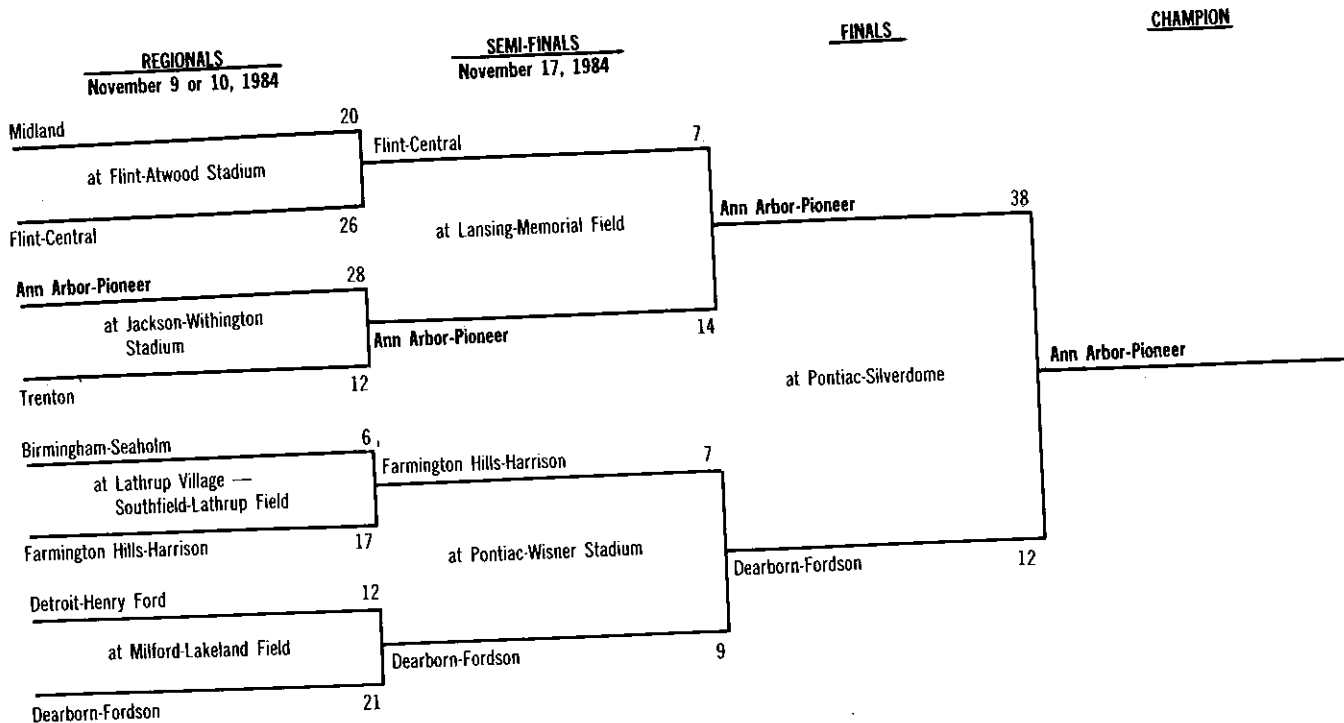 REGIONALS
November 9 or 10, 1984
SEMI-FINALS
November 17, 1984
FINALS
CHAMPION
Midland
20
at Flint-Atwood Stadium
Flint-Central
26
Ann Arbor-Pioneer
28
at Jackson-Withington
Stadium
Trenton
12
Birmingham-Seaholm
6
at Lathrup Village —
Southfield-Lathrup Field
Farmington Hills-Harrison
17
Detroit-Henry Ford
12
at Milford-Lakeland Field
Dearborn-Fordson
21
Flint-Central
7
at Lansing-Memorial Field
Ann Arbor-Pioneer
14
Farmington Hills-Harrison
7
at Pontiac-Wisner Stadium
Dearborn-Fordson
9
Ann Arbor-Pioneer
38
at Pontiac-Silverdome
Dearborn-Fordson
12
Ann Arbor-Pioneer